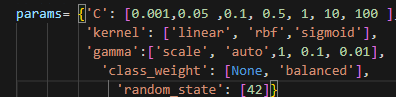 params= {'C': [0.001,0.05 ,0.1, 0.5, 1, 10, 100 ],
'kernel': ['linear', 'rbf','sigmoid'],
'gamma':['scale', 'auto',1, 0.1, 0.01],
'class_weight': [None, 'balanced'],
'random_state': [42]}